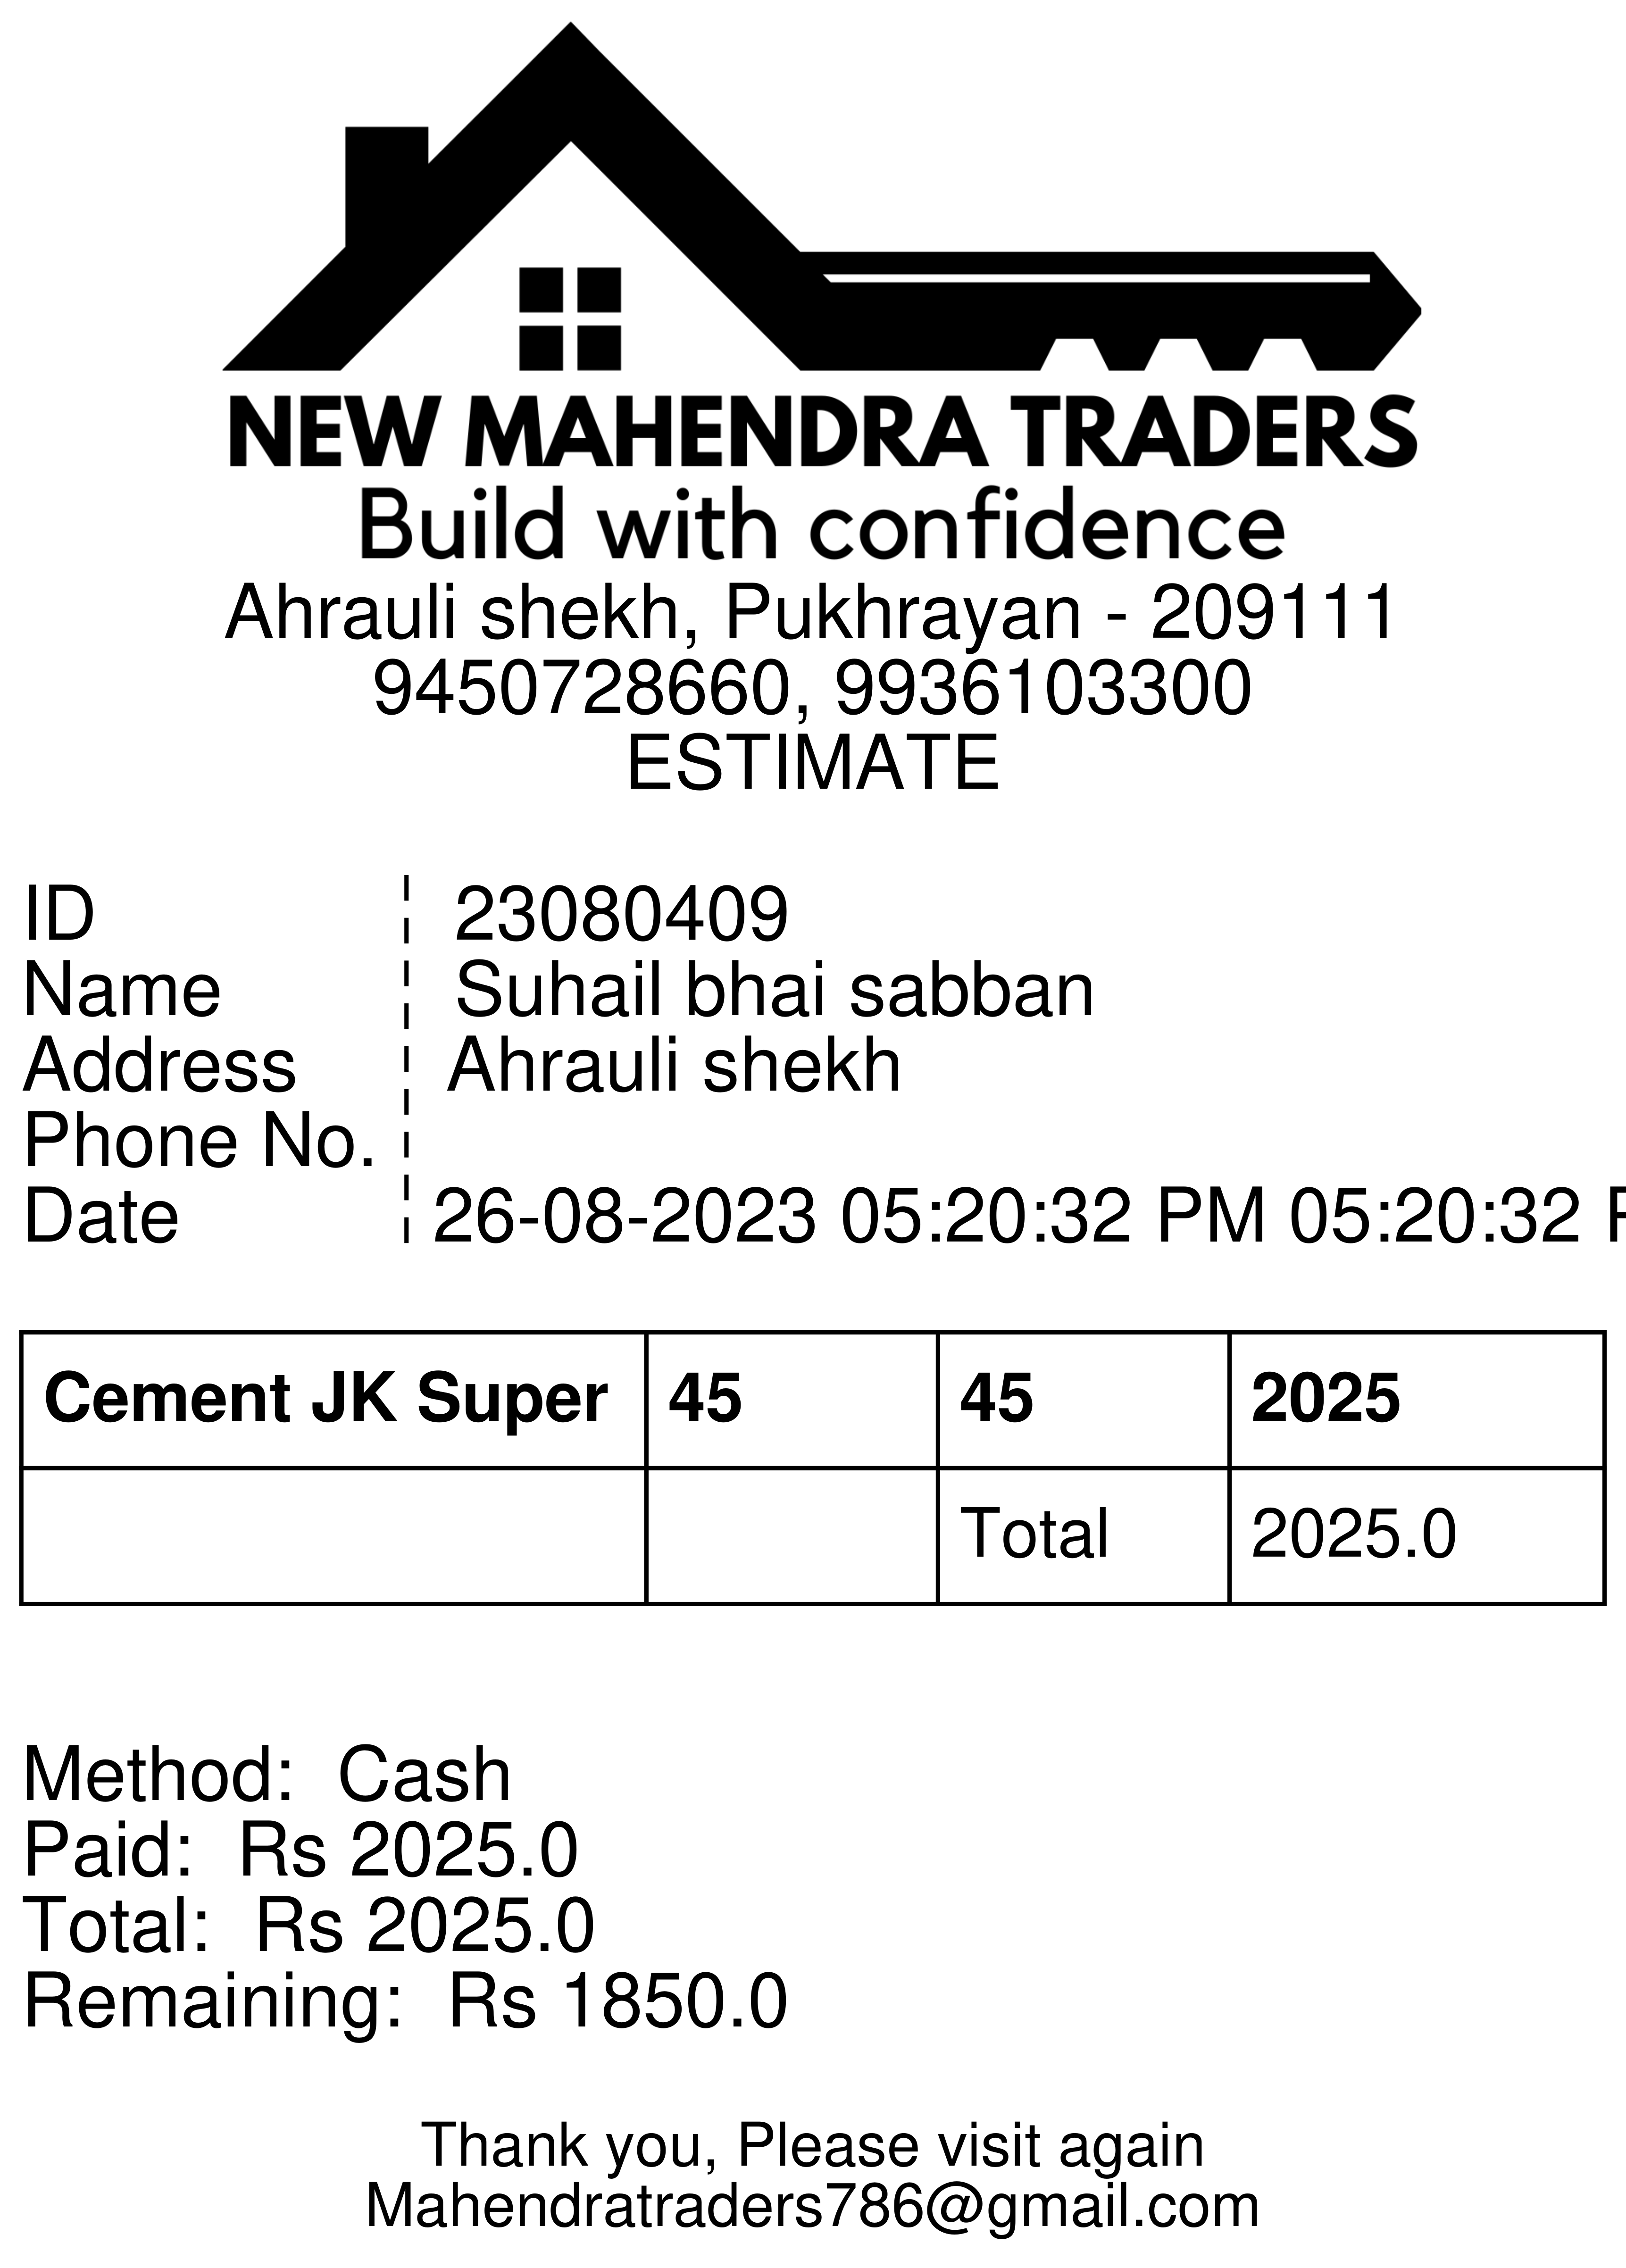 NEW MAHENDRA TRADERS
Build with confidence
Ahrauli shekh, Pukhrayan - 209111
9450728660, 9936103300
ESTIMATE
ID 23080409
Name Suhail bhai sabban
Address Ahrauli shekh
Phone No.
Date 26-08-2023 05:20:32 PM 05:20:32
Cement JK Super 45 45 2025
Total 2025.0
Method: Cash
Paid: Rs 2025.0
Total: Rs 2025.0
Remaining: Rs 1850.0
Thank you, Please visit again
Mahendratraders786@gmail.com